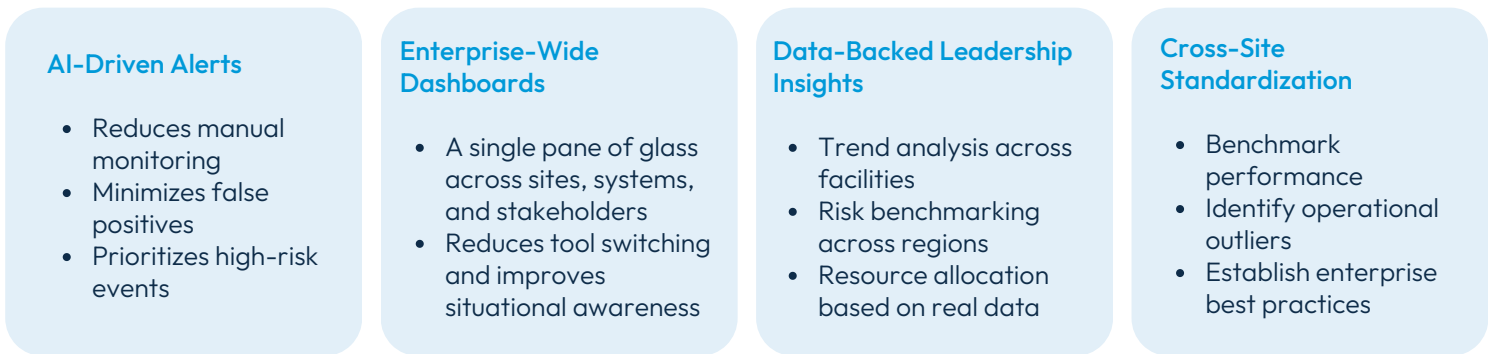 AI-Driven Alerts
• Reduces manual
monitoring
• Minimizes false
positives
• Prioritizes high-risk
events
Enterprise-Wide
Dashboards
• A single pane of glass
across sites, systems,
and stakeholders
• Reduces tool switching
and improves
situational awareness
Data-Backed Leadership
Insights
• Trend analysis across
facilities
• Risk benchmarking
across regions
• Resource allocation
based on real data
Cross-Site
Standardization
• Benchmark
performance
• Identify operational
outliers
• Establish enterprise
best practices